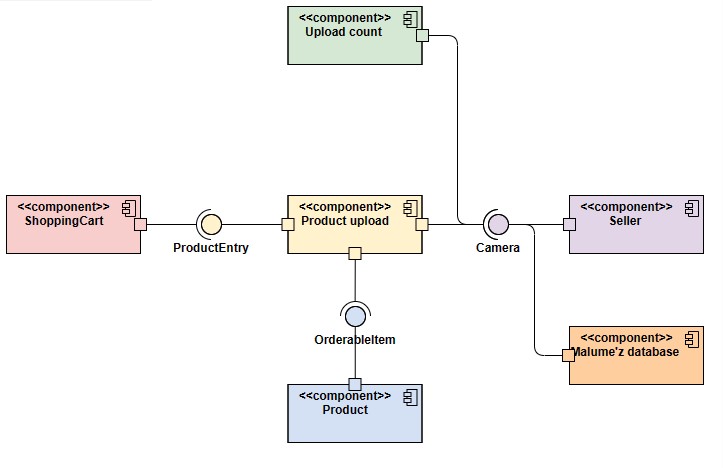 <<component>>
Upload count
<<component>>
ShoppingCart
<<component>>
Product upload
<<component>>
Seller
ProductEntry
Camera
OrderableItem
<<component>>
Malume'z database
<<component>>
Product